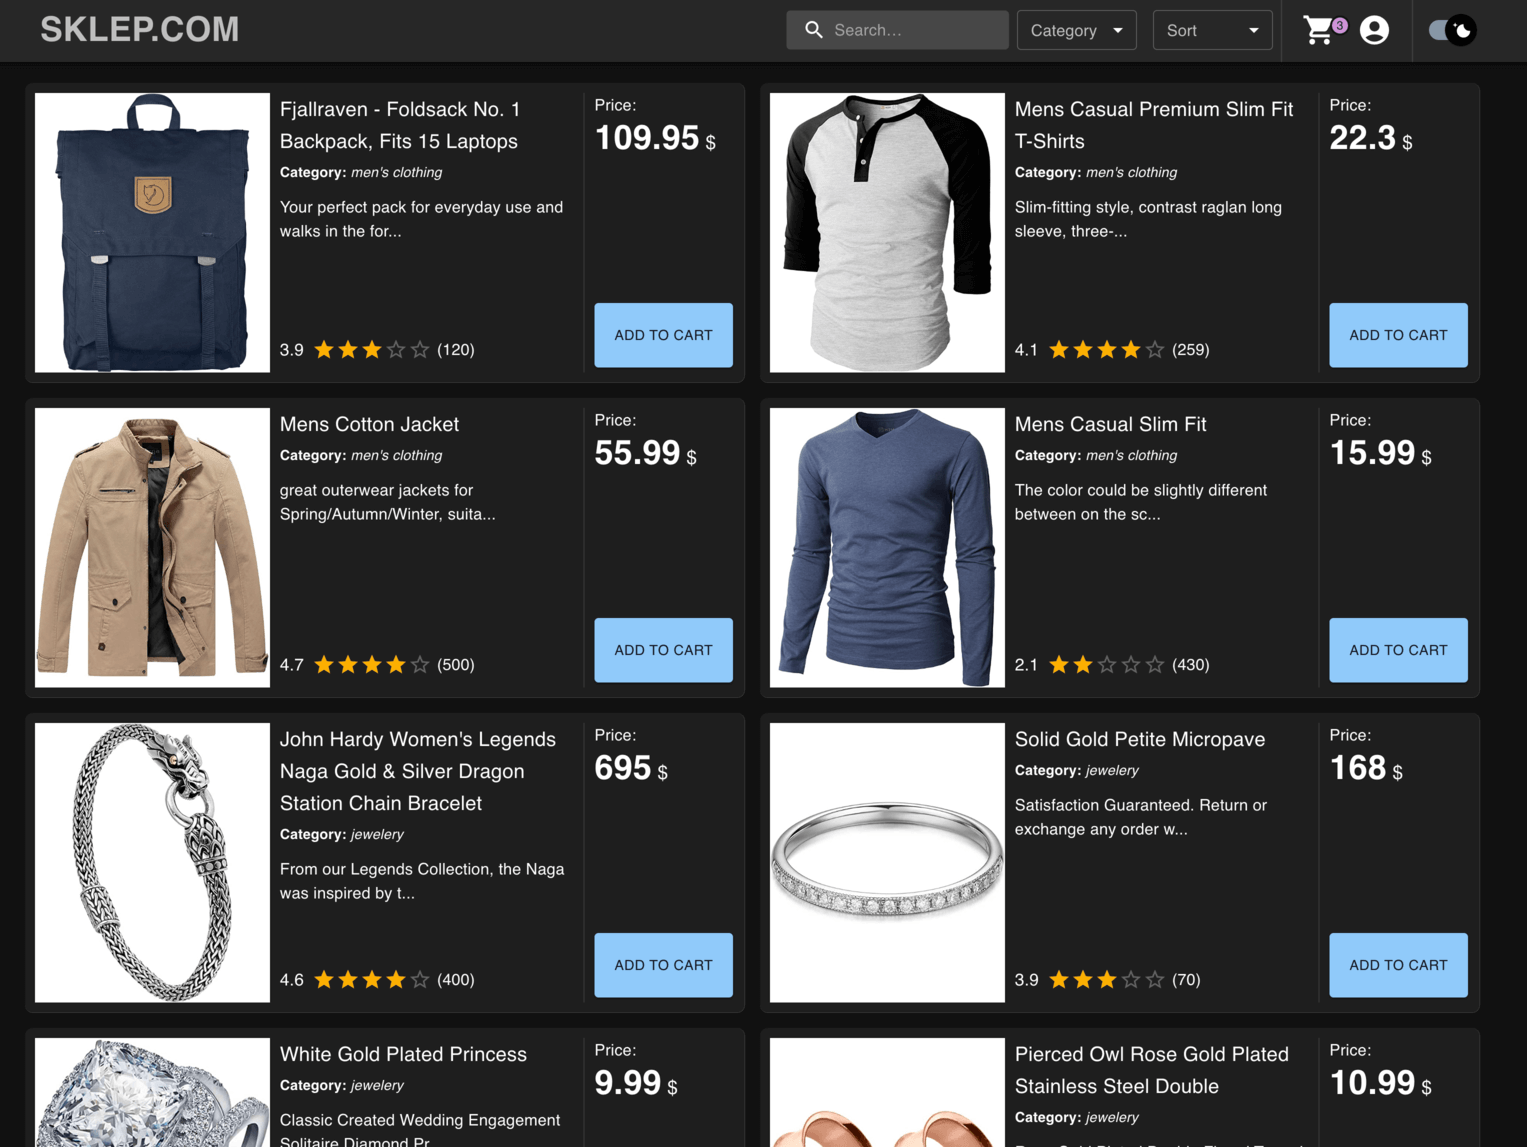 SKLEP.COM
Search...
Category
Sort
3
Fjallraven - Foldsack No. 1
Backpack, Fits 15 Laptops
Category: men's clothing
Your perfect pack for everyday use and
walks in the for...
3.9
(120)
Price:
109.95 $
ADD TO CART
Mens Casual Premium Slim Fit
T-Shirts
Category: men's clothing
Slim-fitting style, contrast raglan long
sleeve, three-...
4.1
(259)
Price:
22.3 $
ADD TO CART
Mens Cotton Jacket
Category: men's clothing
great outerwear jackets for
Spring/Autumn/Winter, suita...
4.7
(500)
Price:
55.99 $
ADD TO CART
Mens Casual Slim Fit
Category: men's clothing
The color could be slightly different
between on the sc...
2.1
(430)
Price:
15.99 $
ADD TO CART
John Hardy Women's Legends
Naga Gold & Silver Dragon
Station Chain Bracelet
Category: jewelery
From our Legends Collection, the Naga
was inspired by t...
4.6
(400)
Price:
695 $
ADD TO CART
Solid Gold Petite Micropave
Category: jewelery
Satisfaction Guaranteed. Return or
exchange any order w...
3.9
(70)
Price:
168 $
ADD TO CART
White Gold Plated Princess
Category: jewelery
Classic Created Wedding Engagement
Solitaire Diamond Pr
Price:
9.99 $
Pierced Owl Rose Gold Plated
Stainless Steel Double
Category: jewelery
Price:
10.99 $